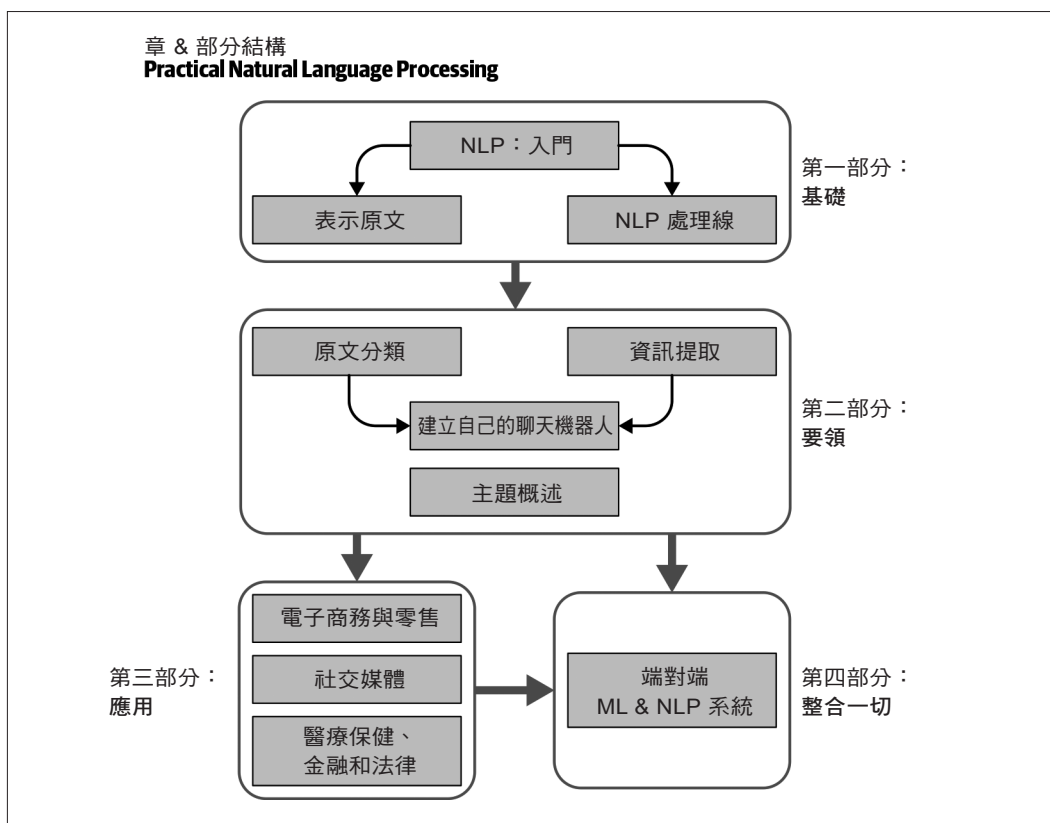 章 & 部分結構
Practical Natural Language Processing
NLP：入門
表示原文
NLP 處理線
第一部分：
基礎
原文分類
資訊提取
建立自己的聊天機器人
主題概述
第二部分：
要領
電子商務與零售
社交媒體
醫療保健、
金融和法律
第三部分：
應用
端對端
ML & NLP 系統
第四部分：
整合一切